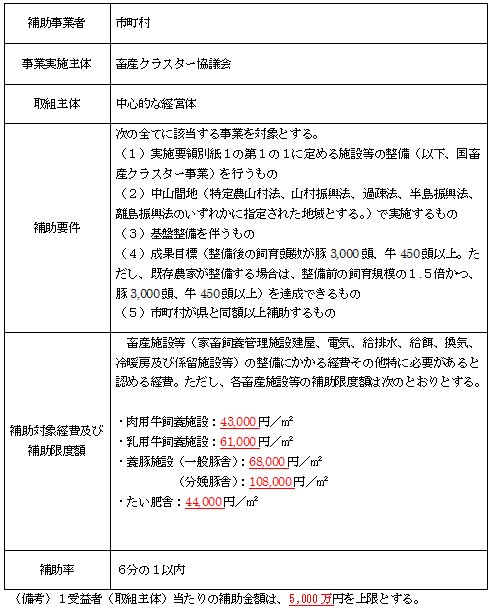 補助事業者 市町村
事業実施主体 畜産クラスター協議会
取組主体 中心的な経営体
補助要件
次の全てに該当する事業を対象とする。
（１）実施要領別紙１の第１の１に定める施設等の整備（以下、国畜
産クラスター事業）を行うもの
（２）中山間地（特定農山村法、山村振興法、過疎法、半島振興法、
離島振興法のいずれかに指定された地域とする。）で実施するもの
（３）基盤整備を伴うもの
（４）成果目標（整備後の飼育頭数が豚3,000頭、牛450頭以上。た
だし、既存農家が整備する場合は、整備前の飼育規模の１.５倍かつ、
豚3,000頭、牛450頭以上）を達成できるもの
（５）市町村が県と同額以上補助するもの
補助対象経費及び
補助限度額
畜産施設等（家畜飼養管理施設建屋、電気、給排水、給餌、換気、
冷暖房及び係留施設等）の整備にかかる経費その他特に必要があると
認める経費。ただし、各畜産施設等の補助限度額は次のとおりとする。
・肉用牛飼養施設：43,000円／㎡
・乳用牛飼養施設：61,000円／㎡
・養豚施設（一般豚舎）：68,000円／㎡
（分娩豚舎）：108,000円／㎡
・たい肥舎：44,000円／㎡
補助率 ６分の１以内
（備考）１受益者（取組主体）当たりの補助金額は、5,000万円を上限とする。